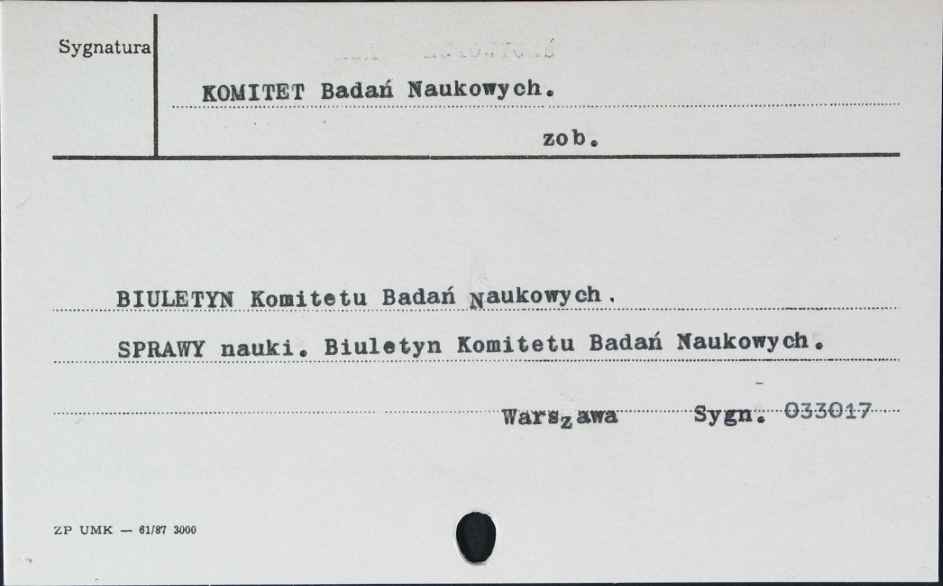 Sygnatura
KOMITET Badań Naukowych.
zob.
BIULETYN Komitetu Badań Naukowych.
SPRAWY nauki. Biuletyn Komitetu Badań Naukowych.
Warszawa Sygn. 033017
ZP UMK — 61/87 3000